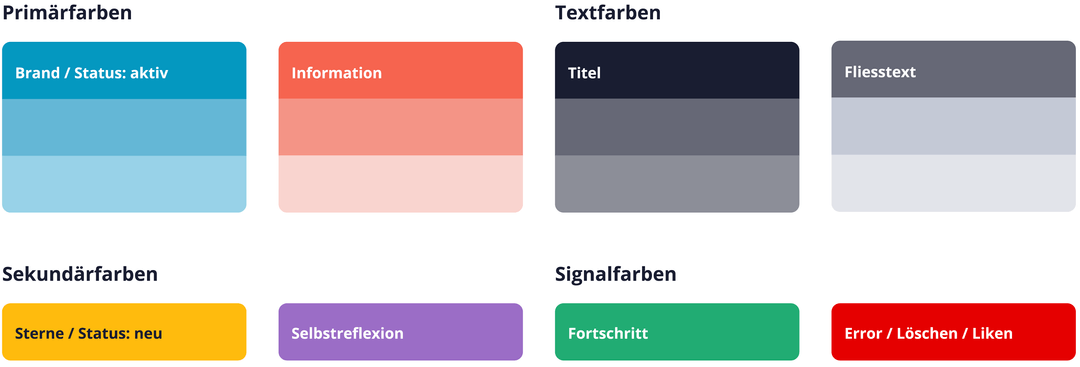 Primärfarben
Textfarben
Brand / Status: aktiv
Information
Titel
Fliesstext
Sekundärfarben
Signalfarben
Sterne / Status: neu
Selbstreflexion
Fortschritt
Error / Löschen / Liken